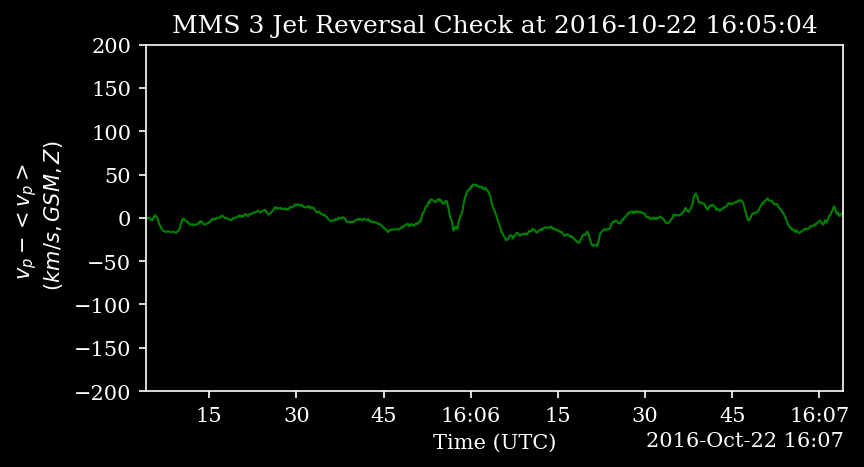 MMS 3 Jet Reversal Check at 2016-10-22 16:05:04
200
150
100
50
0
−50
−100
−150
−200
v_p − < v_p >
(km/s, GSM, Z)
15 30 45 16:06 15 30 45 16:07
Time (UTC)
2016-Oct-22 16:07